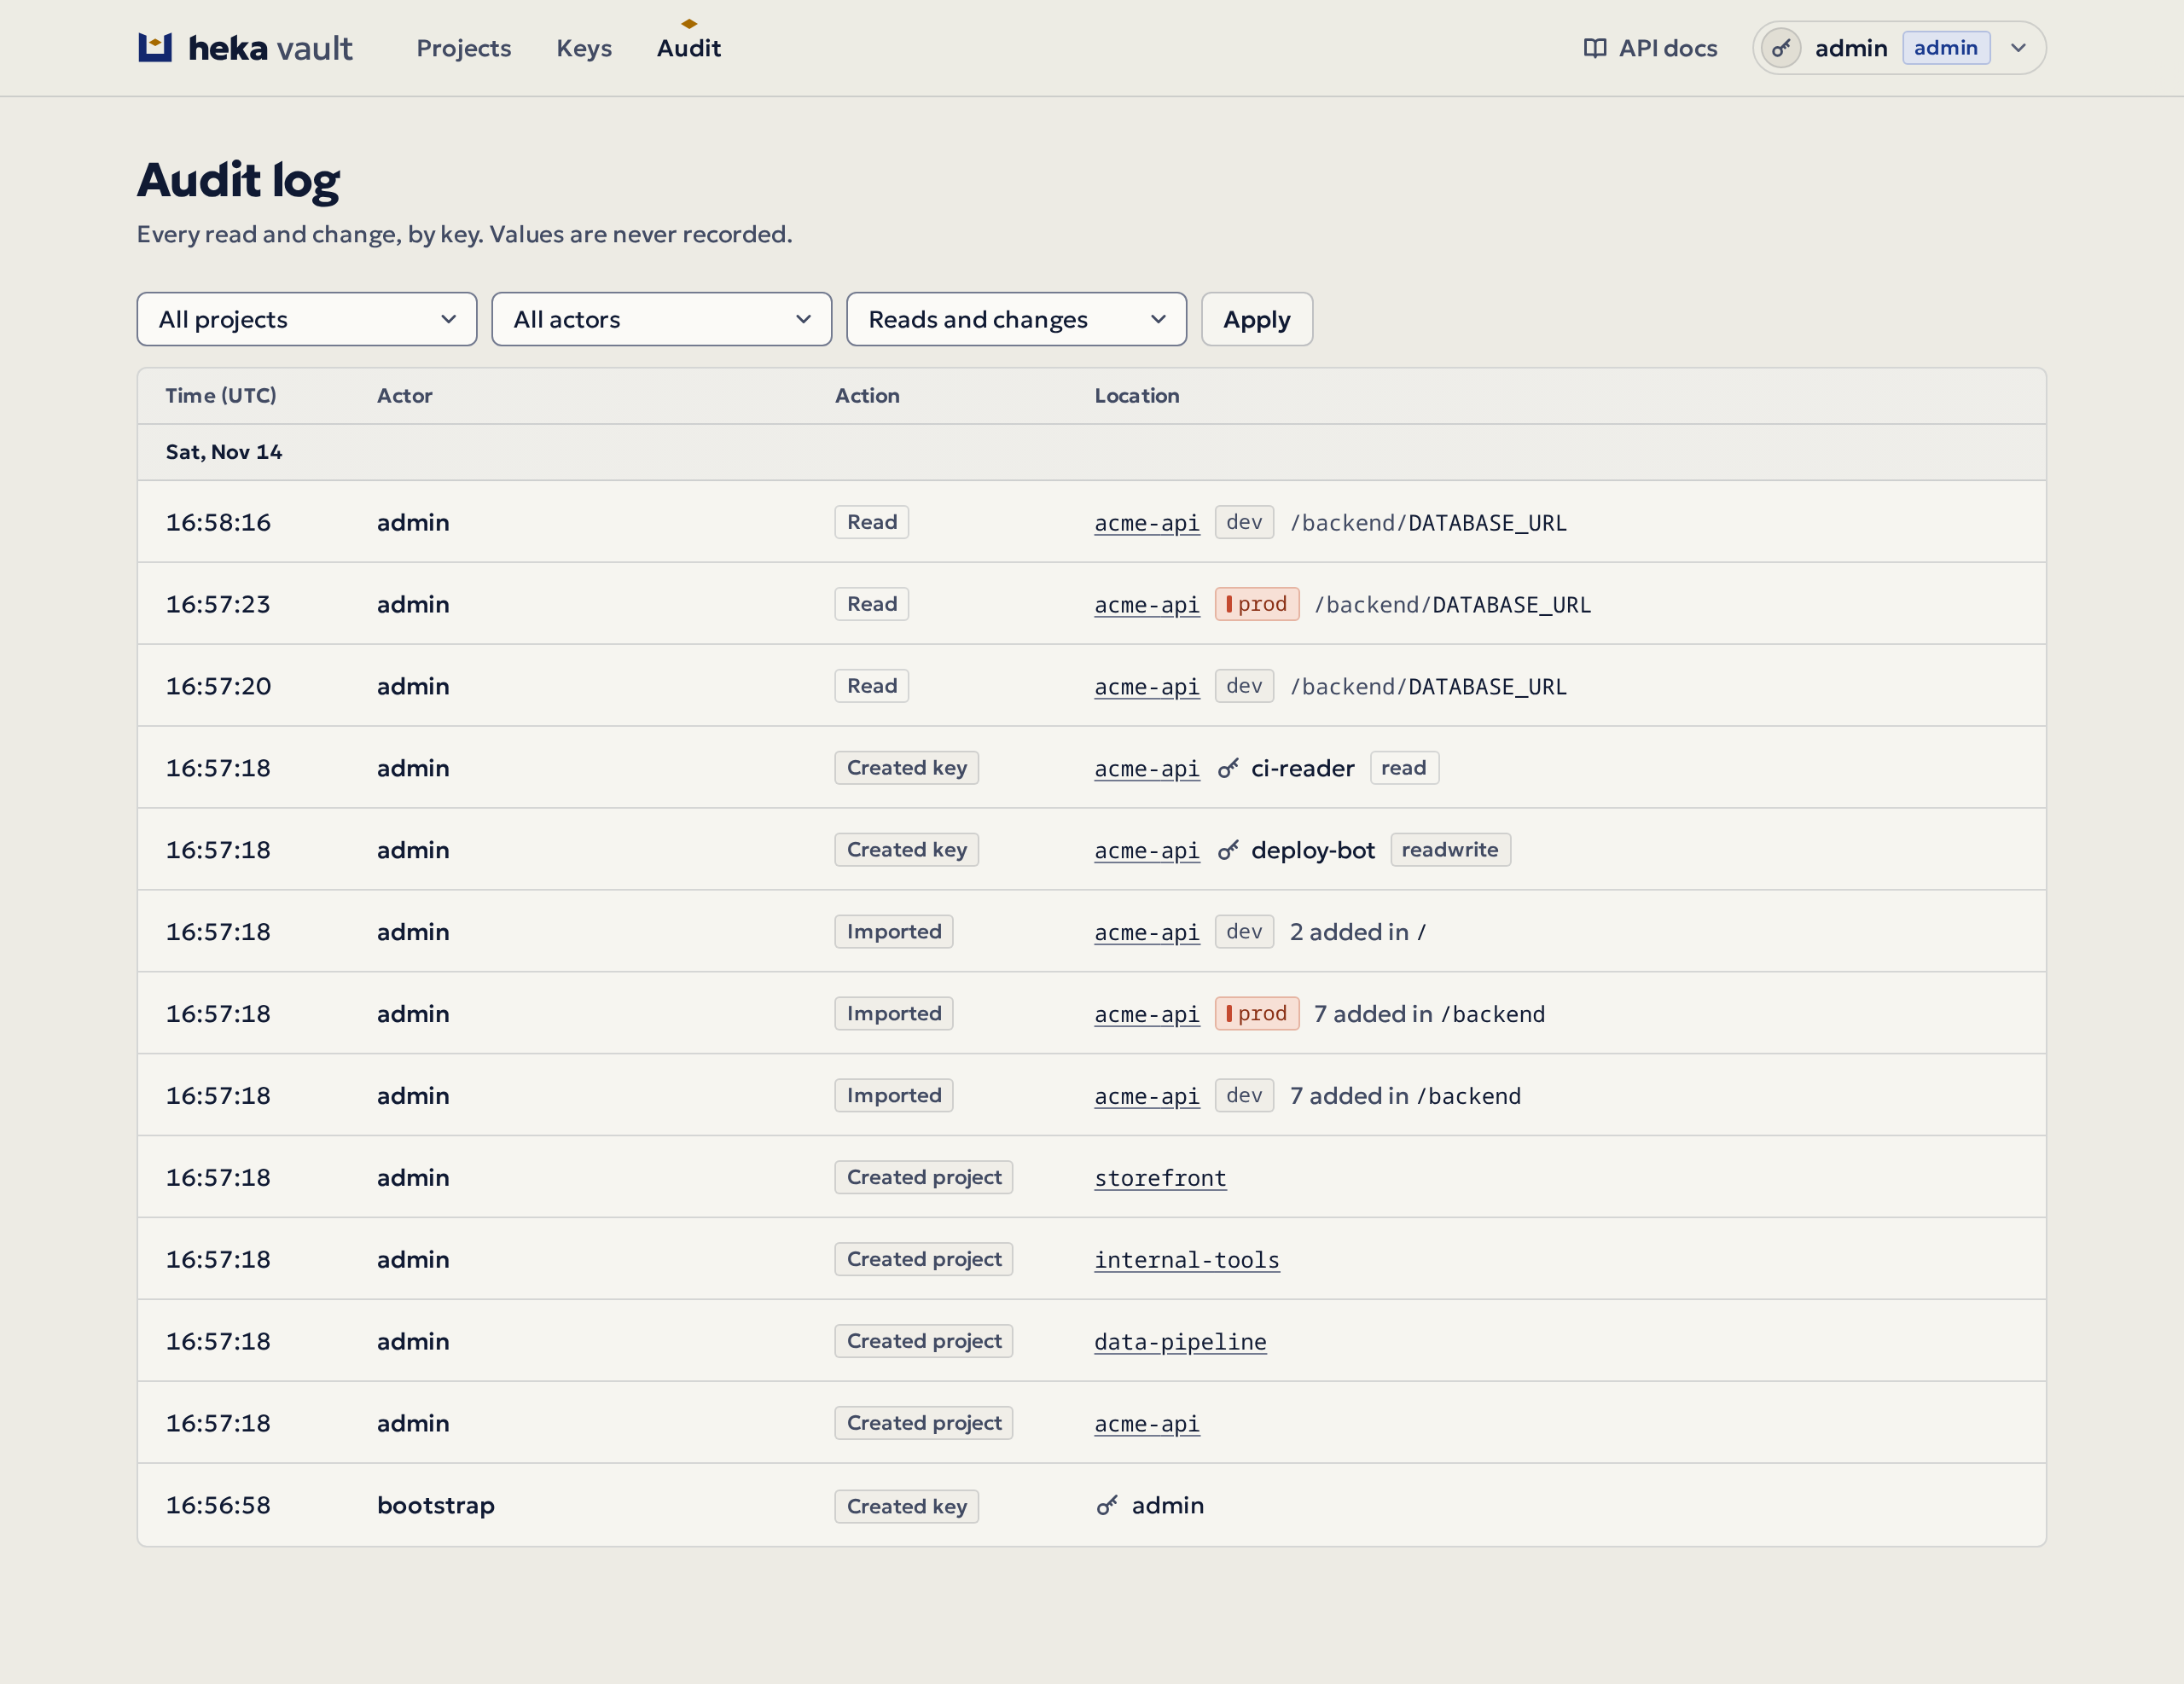 heka vault Projects Keys Audit API docs admin admin
Audit log
Every read and change, by key. Values are never recorded.
All projects All actors Reads and changes Apply
Time (UTC) Actor Action Location
Sat, Nov 14
16:58:16 admin Read acme-api dev /backend/DATABASE_URL
16:57:23 admin Read acme-api prod /backend/DATABASE_URL
16:57:20 admin Read acme-api dev /backend/DATABASE_URL
16:57:18 admin Created key acme-api ci-reader read
16:57:18 admin Created key acme-api deploy-bot readwrite
16:57:18 admin Imported acme-api dev 2 added in /
16:57:18 admin Imported acme-api prod 7 added in /backend
16:57:18 admin Imported acme-api dev 7 added in /backend
16:57:18 admin Created project storefront
16:57:18 admin Created project internal-tools
16:57:18 admin Created project data-pipeline
16:57:18 admin Created project acme-api
16:56:58 bootstrap Created key admin